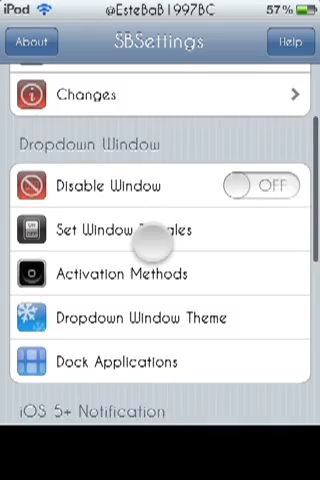 iPod @EsteBaB1997BC 57%
About SBSettings Help
Changes
Dropdown Window
Disable Window OFF
Set Window
Activation Methods
Dropdown Window Theme
Dock Applications
iOS 5+ Notification